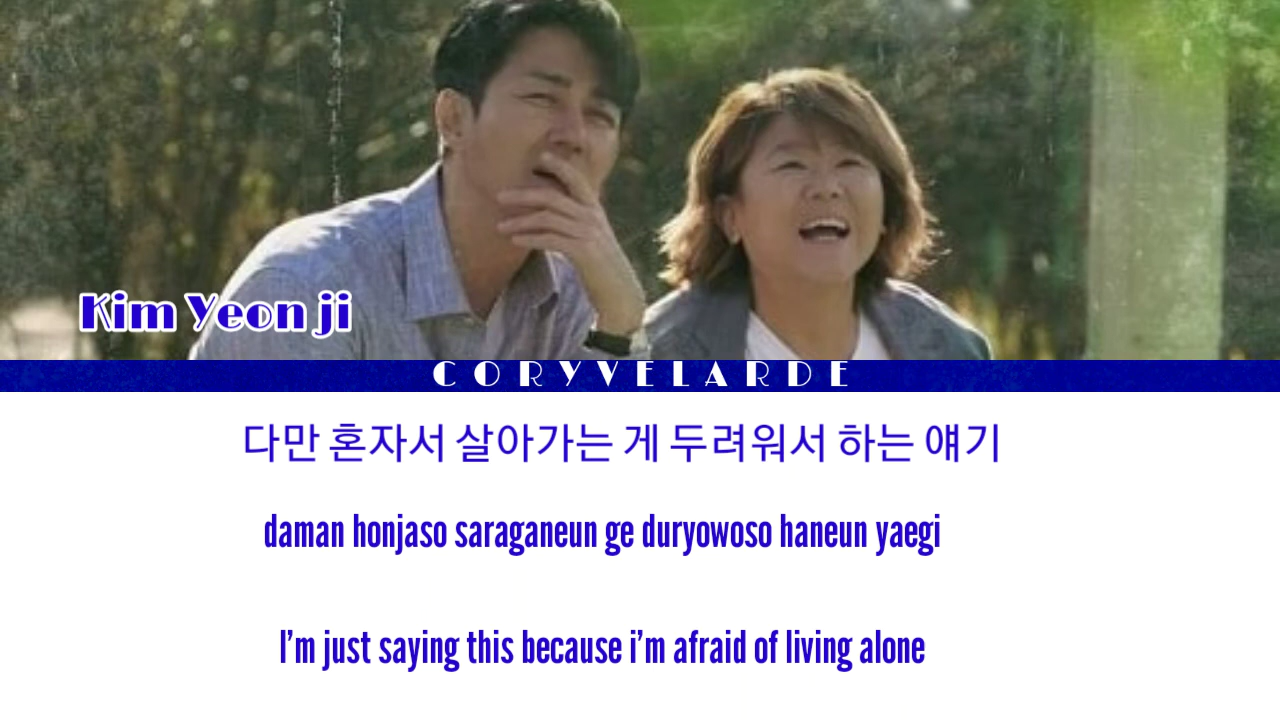 Kim Yeon ji
CORYVELARDE
다만 혼자서 살아가는 게 두려워서 하는 얘기
daman honjaso saraganeun ge duryowoso haneun yaegi
I'm just saying this because i'm afraid of living alone